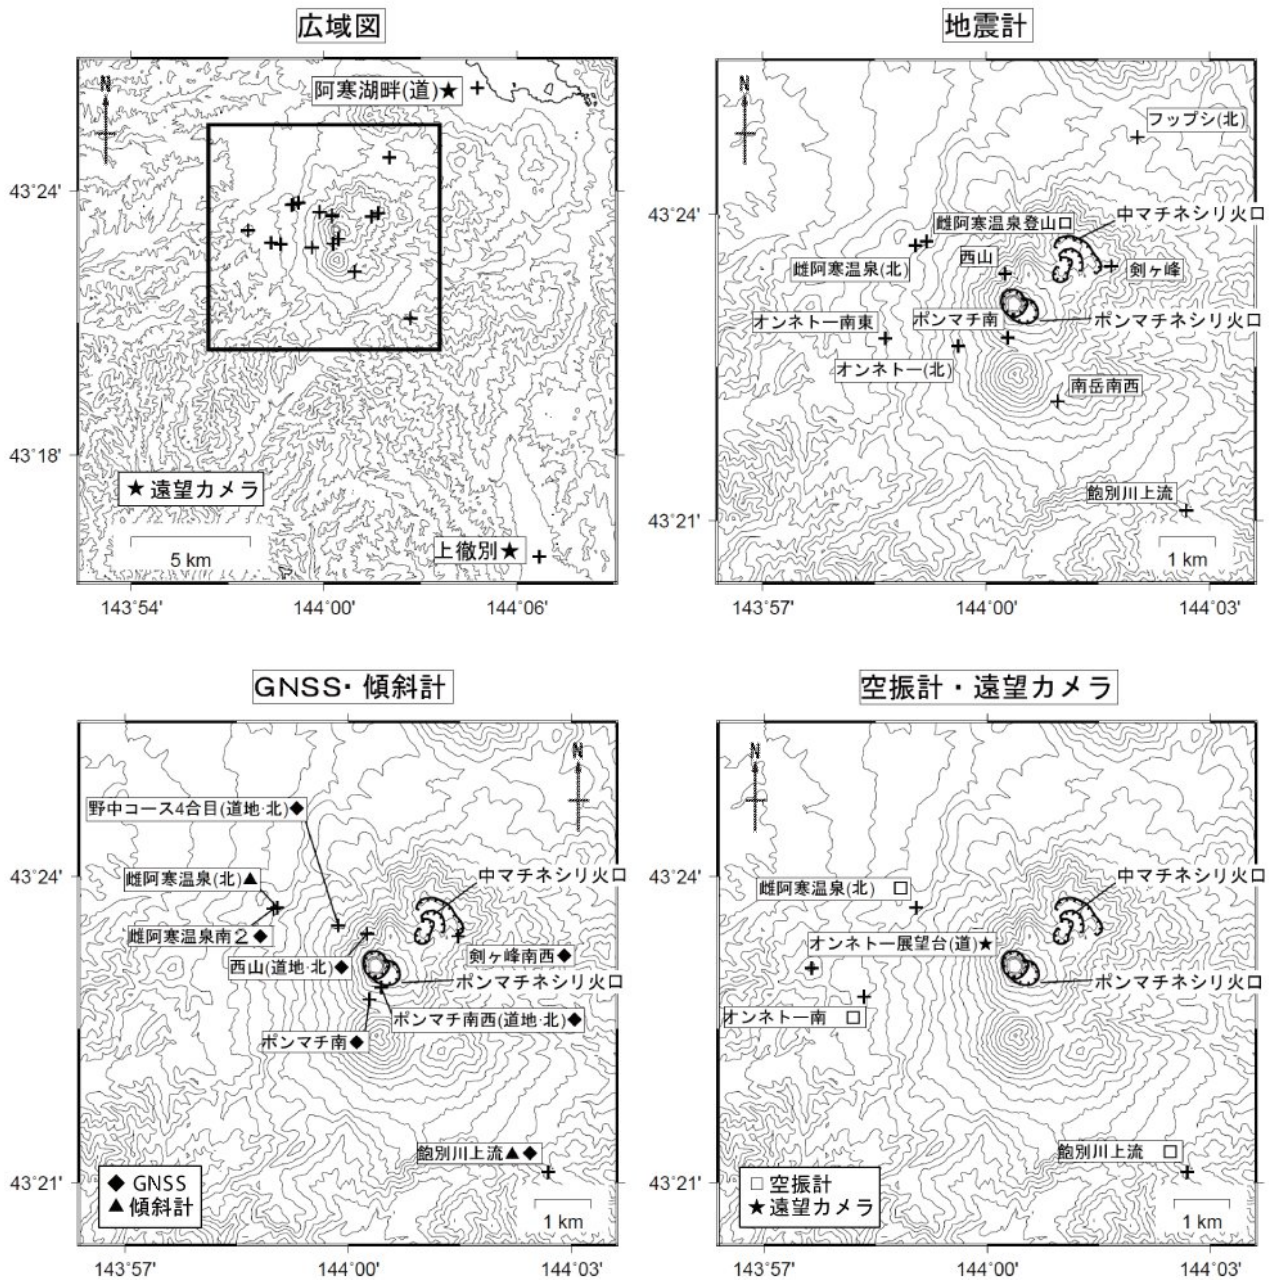 広域図
N
阿寒湖畔(道)★
43°24'
43°18'
★遠望カメラ
5 km
上徹別★
143°54'
144°00'
144°06'
地震計
N
フップシ(北)
43°24'
雌阿寒温泉登山口
中マチネシリ火口
雌阿寒温泉(北)
西山
剣ヶ峰
オンネトー南東
ポンマチ南
ポンマチネシリ火口
オンネトー(北)
南岳南西
飽別川上流
43°21'
1 km
143°57'
144°00'
144°03'
GNSS・傾斜計
N
野中コース4合目(道地·北)◆
43°24'
雌阿寒温泉(北)▲
中マチネシリ火口
雌阿寒温泉南2◆
西山(道地·北)◆
剣ヶ峰南西◆
ポンマチネシリ火口
ポンマチ南西(道地·北)◆
ポンマチ南◆
飽別川上流▲◆
43°21'
◆ GNSS
▲傾斜計
1 km
143°57'
144°00'
144°03'
空振計・遠望カメラ
N
43°24'
雌阿寒温泉(北) □
中マチネシリ火口
オンネトー展望台(道)★
ポンマチネシリ火口
オンネトー南 □
飽別川上流 □
43°21'
□ 空振計
★遠望カメラ
1 km
143°57'
144°00'
144°03'